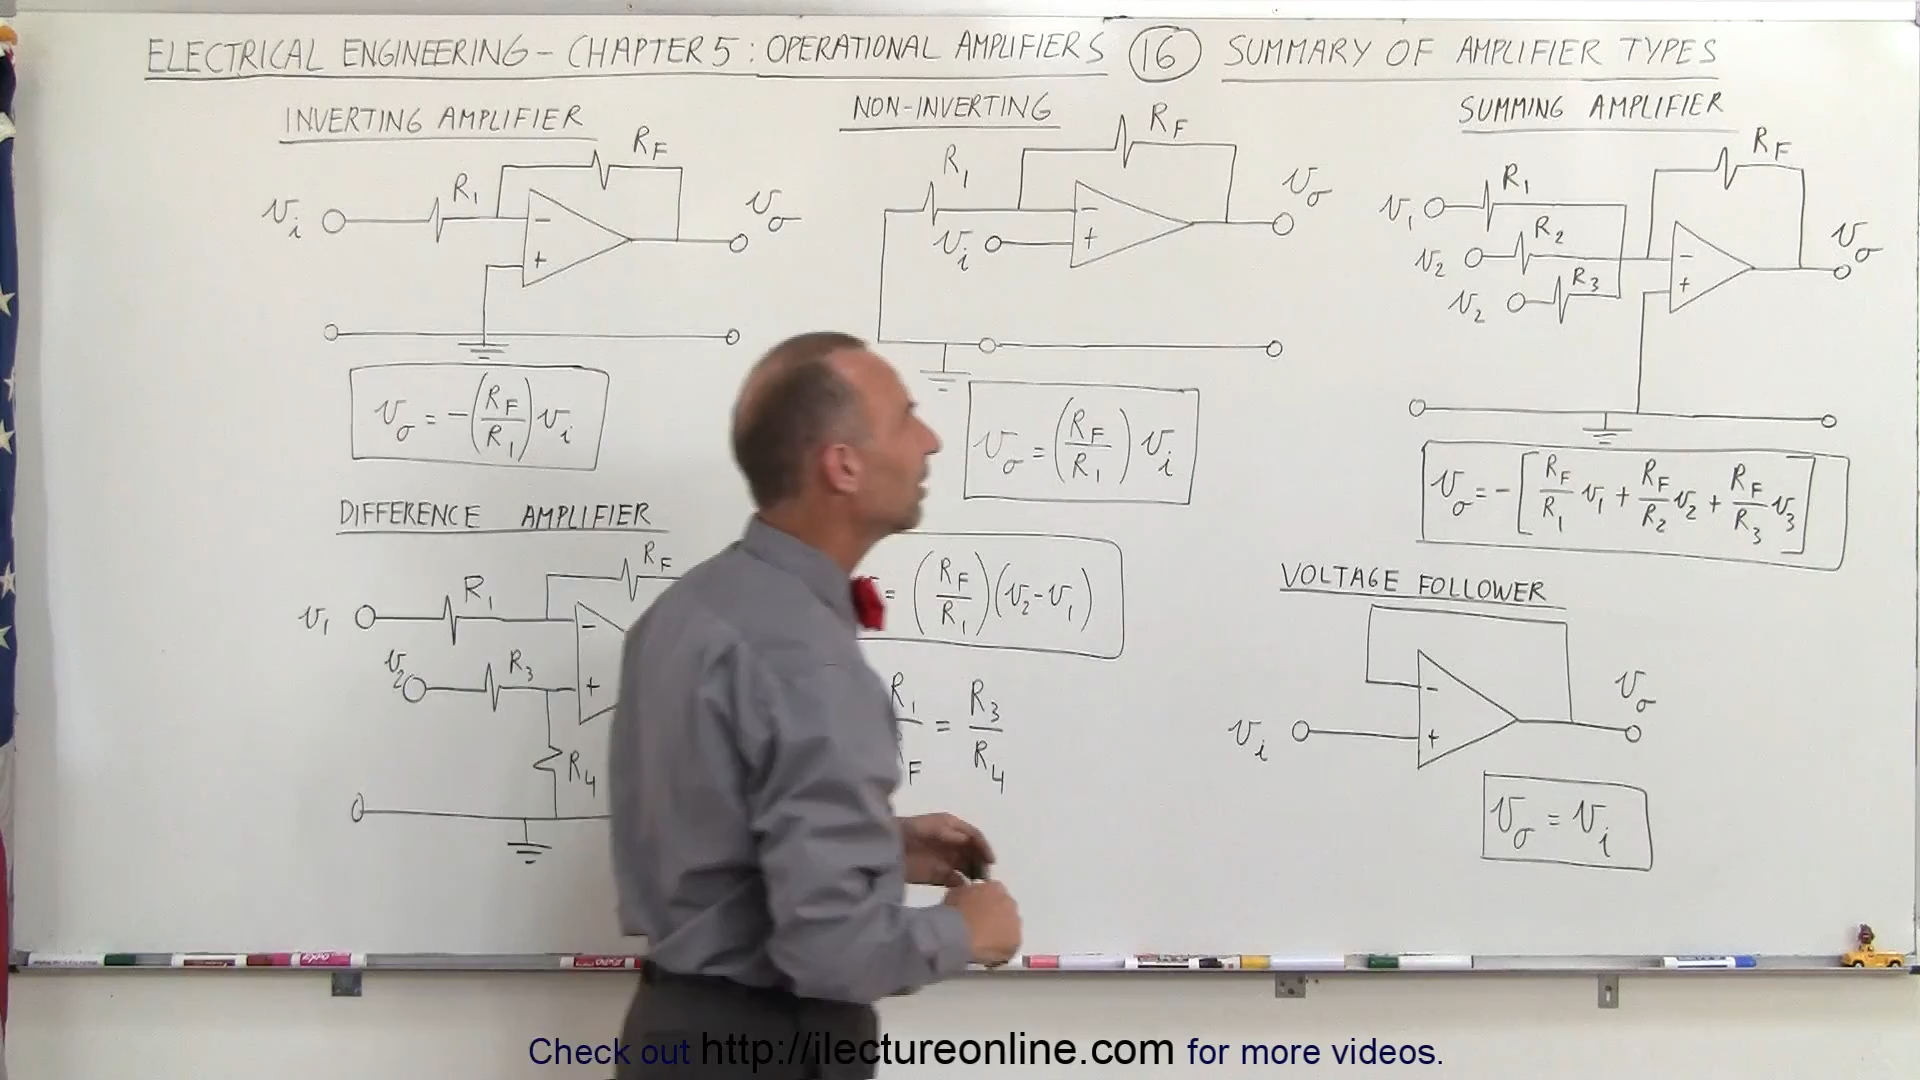 ELECTRICAL ENGINEERING - CHAPTER 5 : OPERATIONAL AMPLIFIERS (16) SUMMARY OF AMPLIFIER TYPES
INVERTING AMPLIFIER
R_F
R_1
v_i
v_o
-
+
v_o = -(R_F/R_1) v_i
NON-INVERTING
R_F
R_1
v_i
v_o
-
+
v_o = (R_F/R_1) v_i
SUMMING AMPLIFIER
R_F
v_1 R_1
v_2 R_2
v_2 R_3
v_o
-
+
v_o = -[R_F/R_1 v_1 + R_F/R_2 v_2 + R_F/R_3 v_3]
DIFFERENCE AMPLIFIER
R_F
v_1 R_1
v_2 R_3
-
+
R_4
= (R_F/R_1)(v_2 - v_1)
R_1/F = R_3/R_4
VOLTAGE FOLLOWER
v_i
v_o
-
+
v_o = v_i
Check out http://ilectureonline.com for more videos.